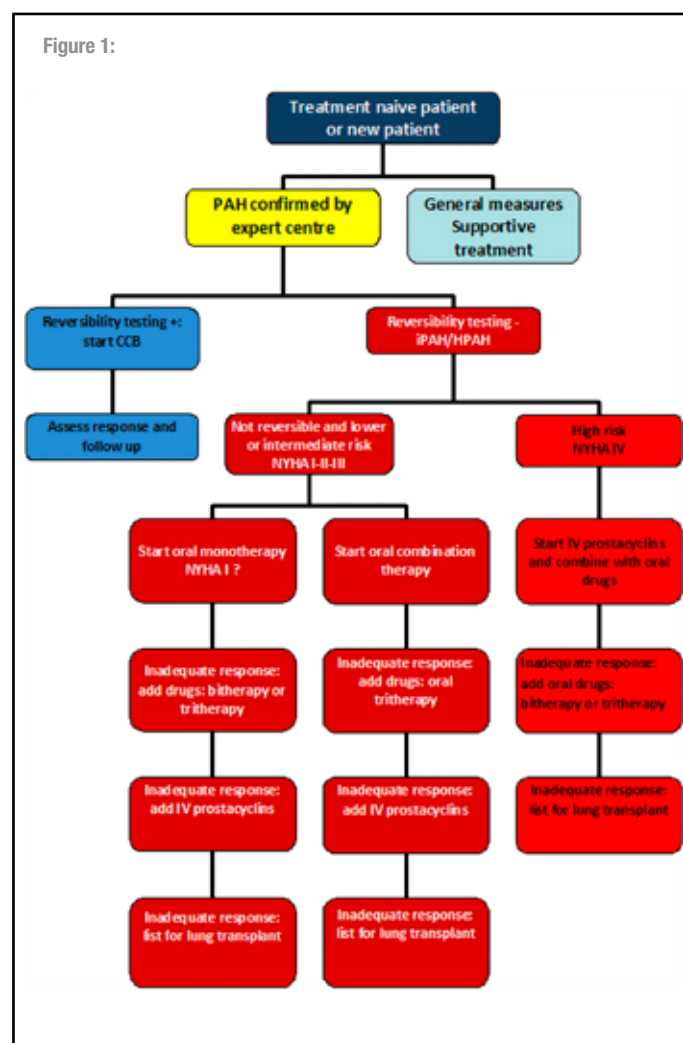 Figure 1:
Treatment naive patient
or new patient
PAH confirmed by
expert centre
General measures
Supportive
treatment
Reversibility testing +:
start CCB
Reversibility testing -
iPAH/HPAH
Assess response and
follow up
Not reversible and lower
or intermediate risk
NYHA I-II-III
High risk
NYHA IV
Start oral monotherapy
NYHA I ?
Start oral combination
therapy
Start IV prostacyclins
and combine with oral
drugs
Inadequate response:
add drugs: bitherapy or
tritherapy
Inadequate response:
add drugs: oral
tritherapy
Inadequate response:
add oral drugs:
bitherapy or tritherapy
Inadequate response:
add IV prostacyclins
Inadequate response:
add IV prostacyclins
Inadequate response:
list for lung transplant
Inadequate response:
list for lung transplant
Inadequate response:
list for lung transplant